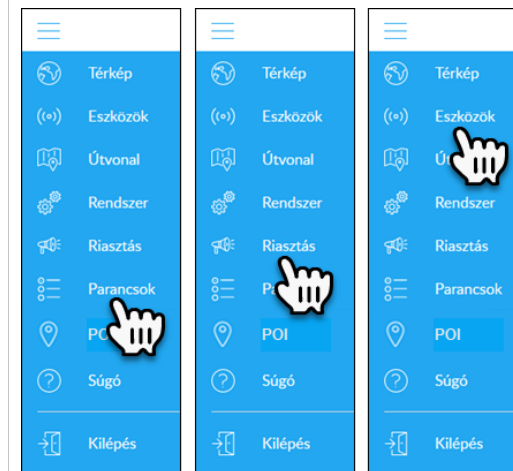 Térkép
Eszközök
Útvonal
Rendszer
Riasztás
Parancsok
Súgó
Kilépés
Térkép
Eszközök
Útvonal
Rendszer
Riasztás
POI
Súgó
Kilépés
Térkép
Eszközök
Rendszer
Riasztás
Parancsok
POI
Súgó
Kilépés